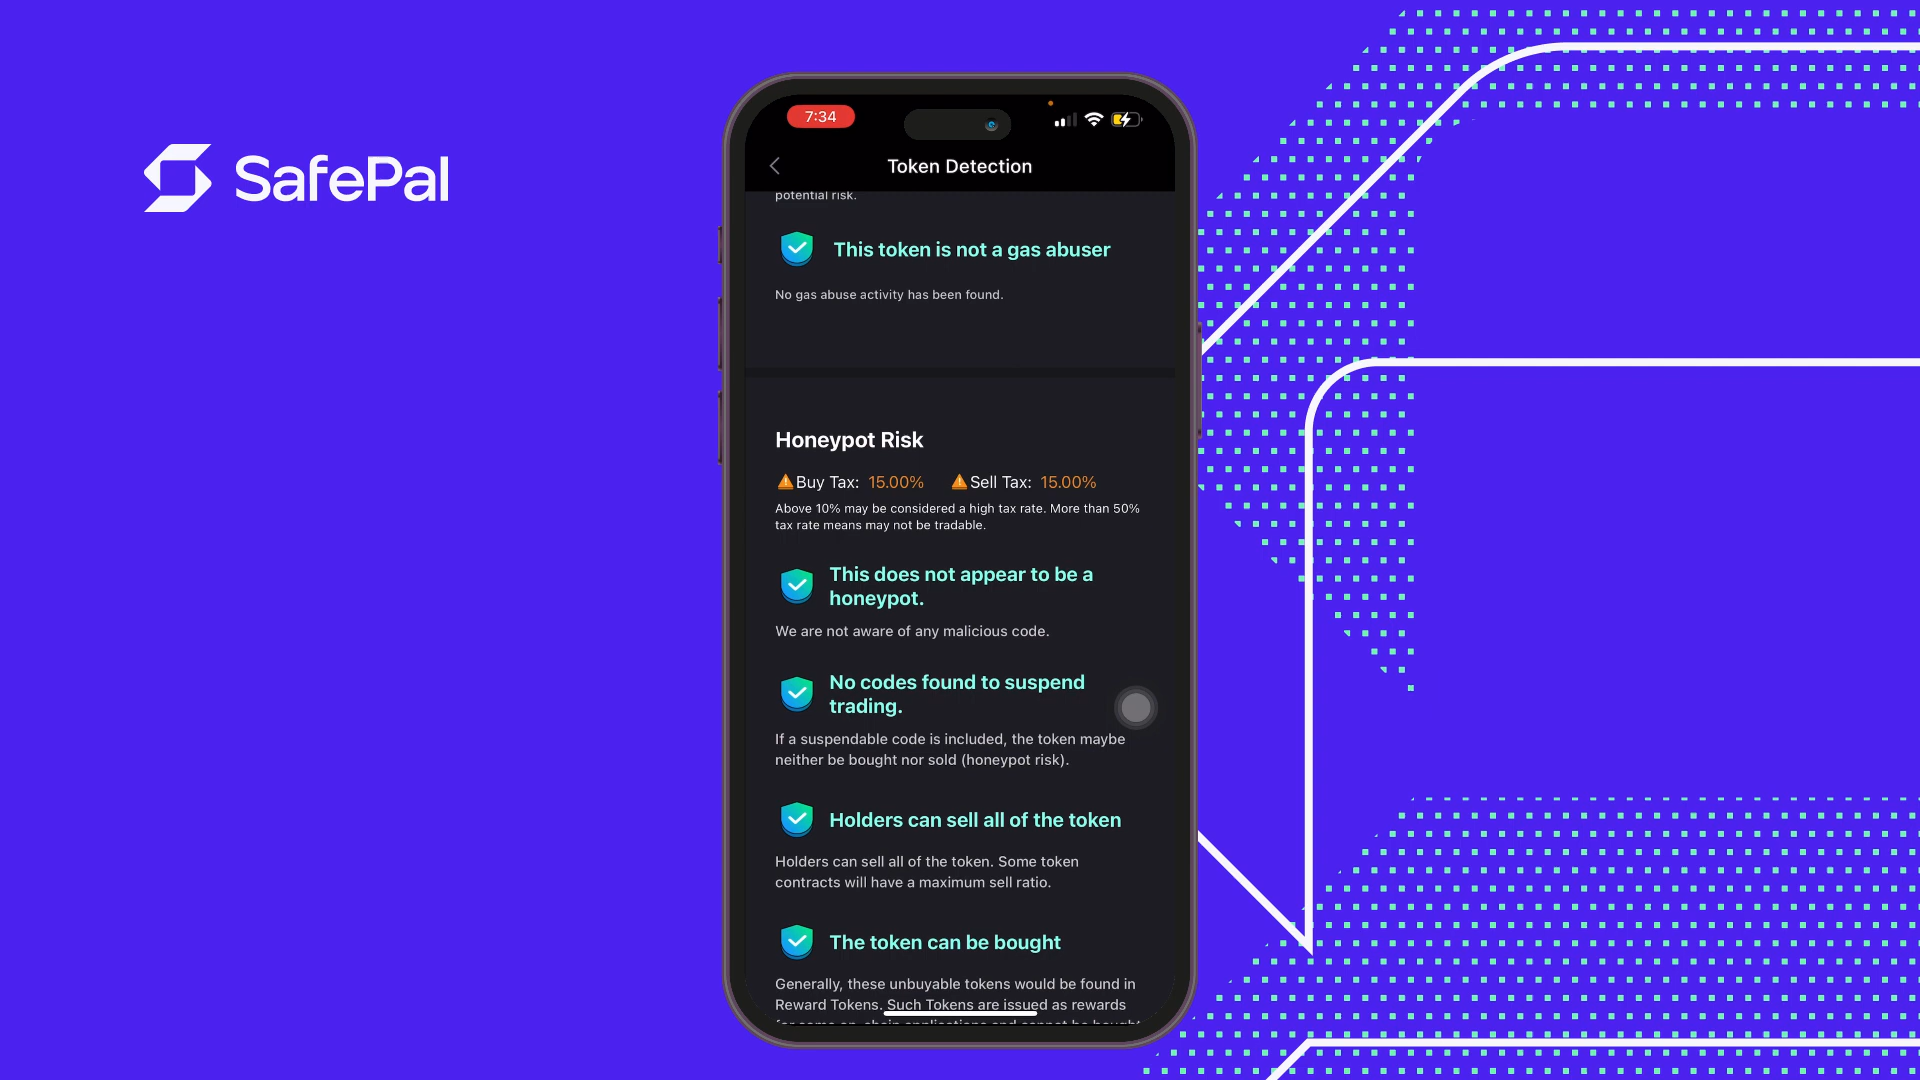 SafePal
7:34
Token Detection
potential risk.
This token is not a gas abuser
No gas abuse activity has been found.
Honeypot Risk
Buy Tax: 15.00% Sell Tax: 15.00%
Above 10% may be considered a high tax rate. More than 50%
tax rate means may not be tradable.
This does not appear to be a
honeypot.
We are not aware of any malicious code.
No codes found to suspend
trading.
If a suspendable code is included, the token maybe
neither be bought nor sold (honeypot risk).
Holders can sell all of the token
Holders can sell all of the token. Some token
contracts will have a maximum sell ratio.
The token can be bought
Generally, these unbuyable tokens would be found in
Reward Tokens. Such Tokens are issued as rewards